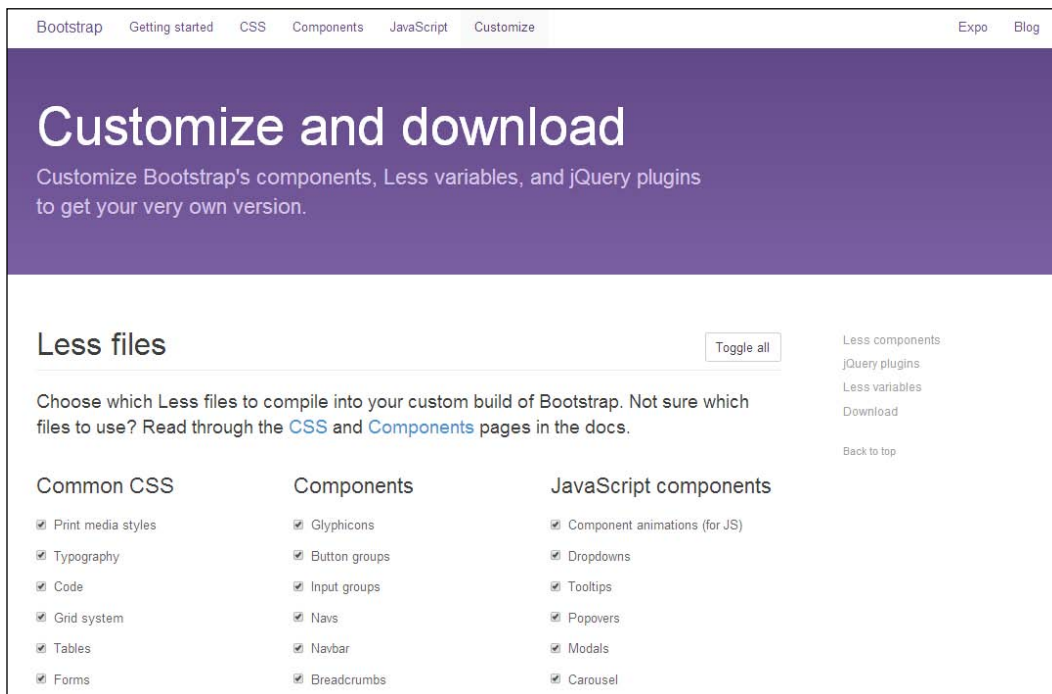 Bootstrap Getting started CSS Components JavaScript Customize Expo Blog
Customize and download
Customize Bootstrap's components, Less variables, and jQuery plugins
to get your very own version.
Less files
Toggle all
Choose which Less files to compile into your custom build of Bootstrap. Not sure which
files to use? Read through the CSS and Components pages in the docs.
Common CSS
Print media styles
Typography
Code
Grid system
Tables
Forms
Components
Glyphicons
Button groups
Input groups
Navs
Navbar
Breadcrumbs
JavaScript components
Component animations (for JS)
Dropdowns
Tooltips
Popovers
Modals
Carousel
Less components
jQuery plugins
Less variables
Download
Back to top